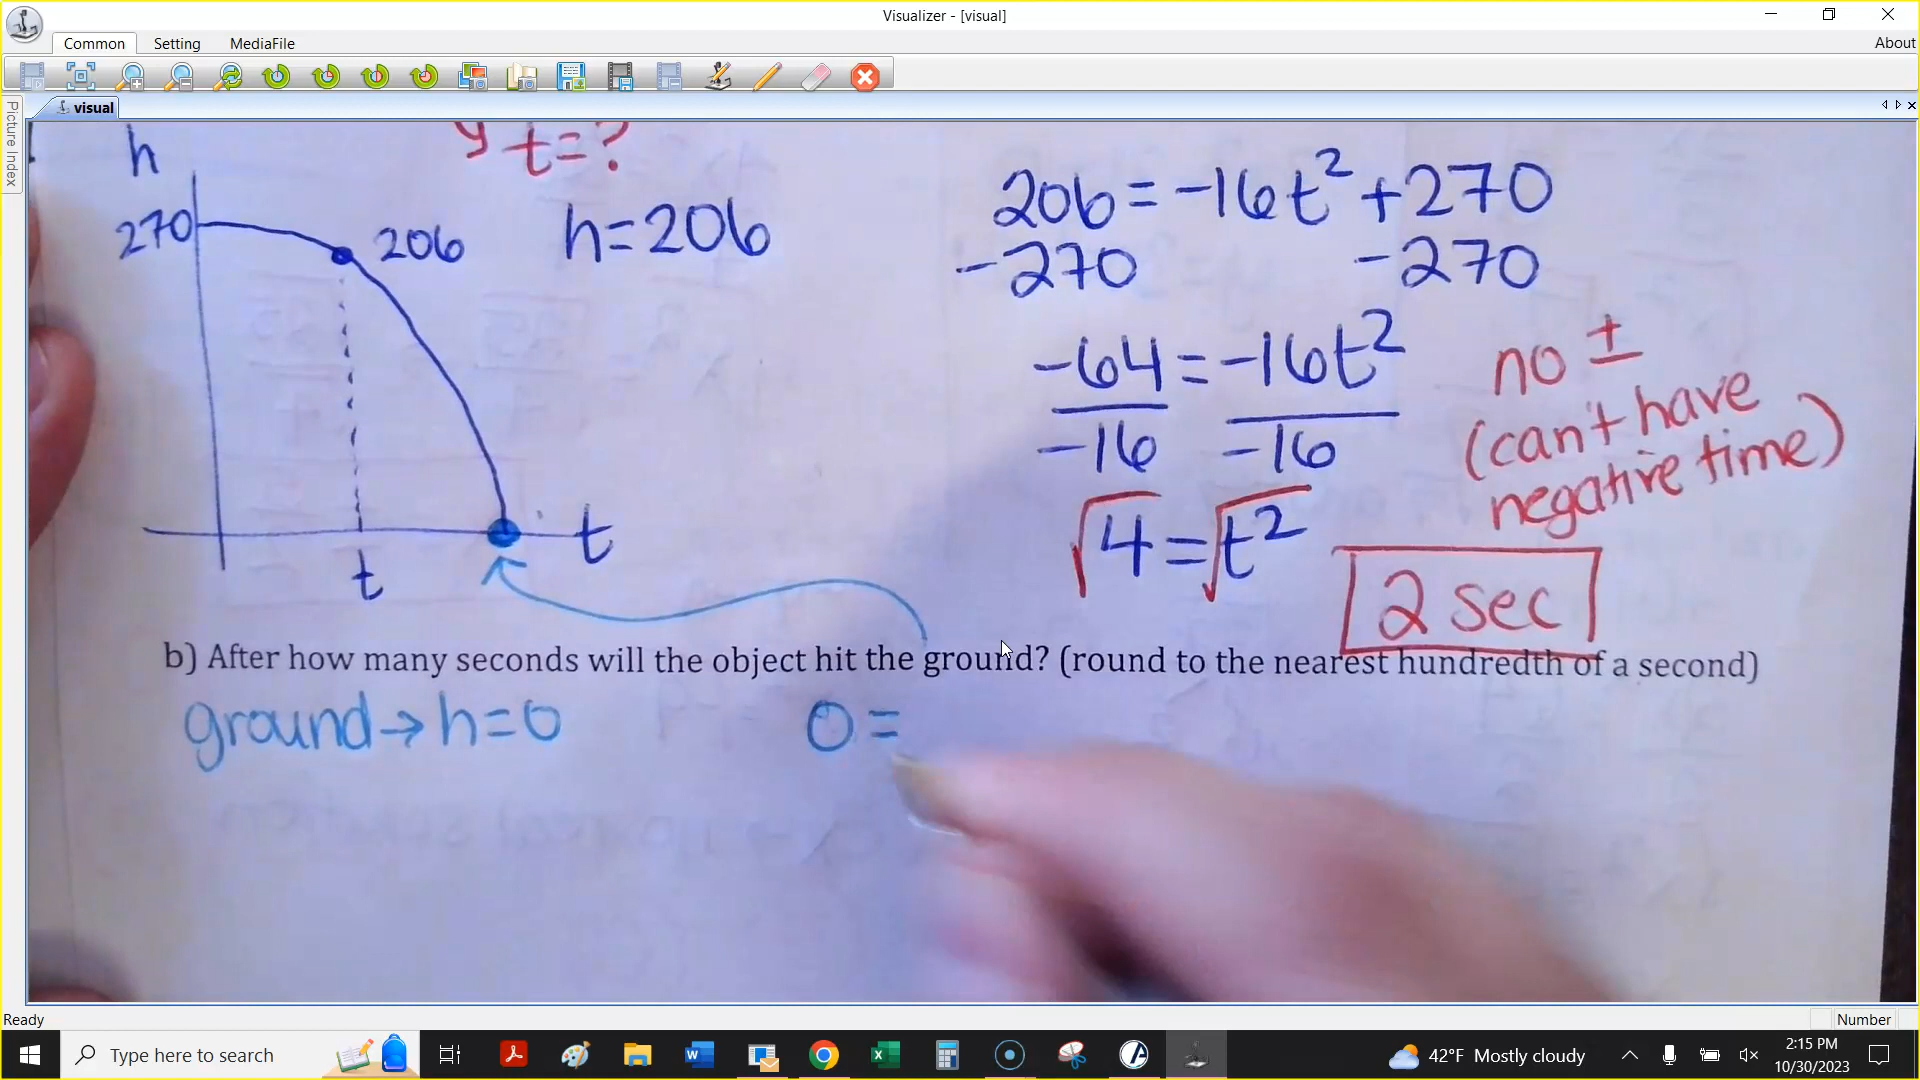 Visualizer - [visual]
Common Setting MediaFile
About
visual
Picture Index
h
y t=?
270
206
h=206
t
t
206=-16t²+270
-270 -270
-64=-16t²
-16 -16
√4=√t²
no ±
(can't have
negative time)
2 sec
b) After how many seconds will the object hit the ground? (round to the nearest hundredth of a second)
ground→h=0
0=
Ready
Number
Type here to search
42°F Mostly cloudy
2:15 PM
10/30/2023